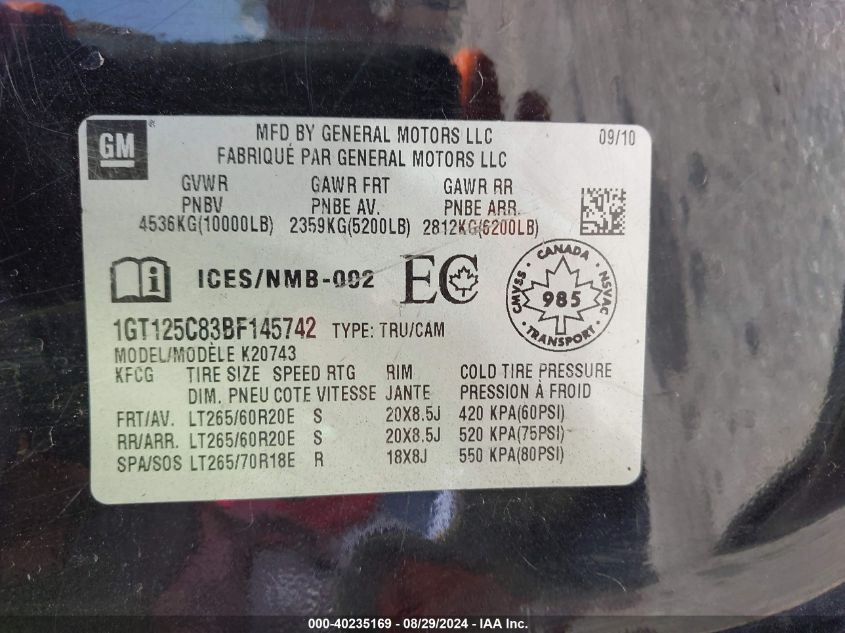 GM
MFD BY GENERAL MOTORS LLC
09/10
FABRIQUÉ PAR GENERAL MOTORS LLC
GVWR GAWR FRT GAWR RR
PNBV PNBE AV. PNBE ARR.
4536KG(10000LB) 2359KG(5200LB) 2812KG(6200LB)
i ICES/NMB-002 EC
CANADA CMVSS NSVAC 985
1GT125C83BF145742 TYPE: TRU/CAM
MODEL/MODÈLE K20743
KFCG TIRE SIZE SPEED RTG RIM COLD TIRE PRESSURE
DIM. PNEU COTE VITESSE JANTE PRESSION À FROID
FRT/AV. LT265/60R20E S 20X8.5J 420 KPA(60PSI)
RR/ARR. LT265/60R20E S 20X8.5J 520 KPA(75PSI)
SPA/SOS LT265/70R18E R 18X8J 550 KPA(80PSI)
000-40235169 - 08/29/2024 - IAA Inc.